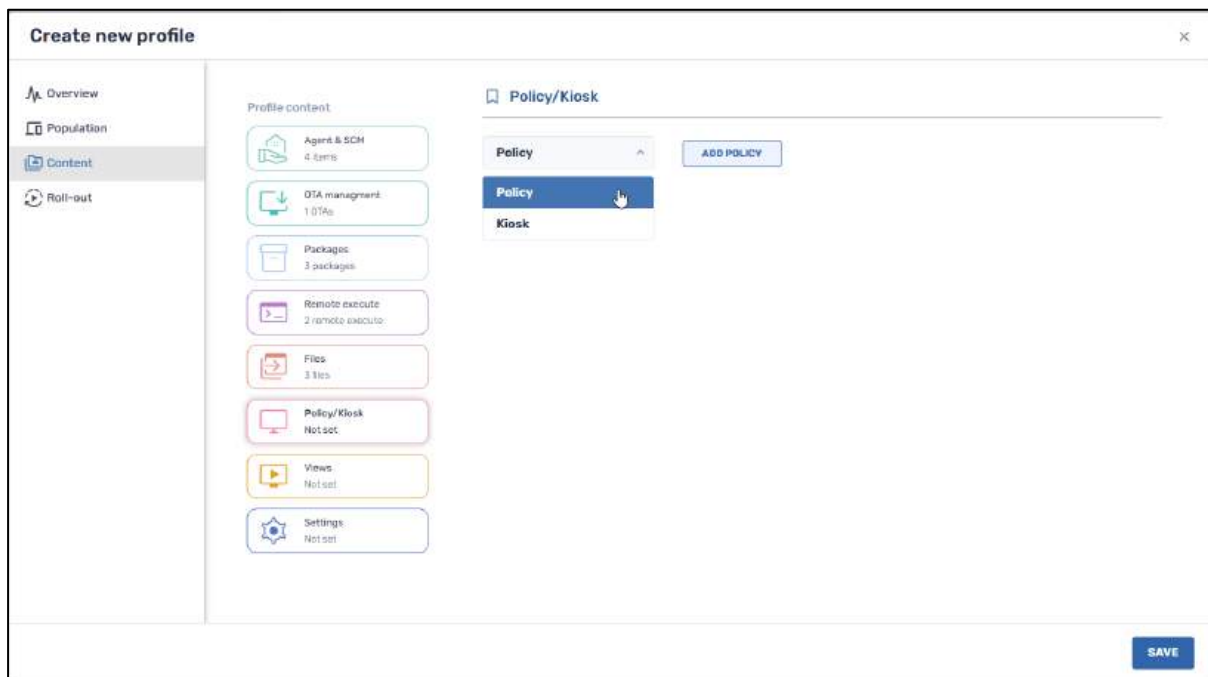 Create new profile
Overview
Population
Content
Roll-out
Profile content
Agent & SCM
4 items
OTA managment
1 OTAs
Packages
3 packages
Remote execute
2 remote execute
Files
3 files
Policy/Kiosk
Not set
Views
Not set
Settings
Not set
Policy/Kiosk
Policy
ADD POLICY
Policy
Kiosk
SAVE